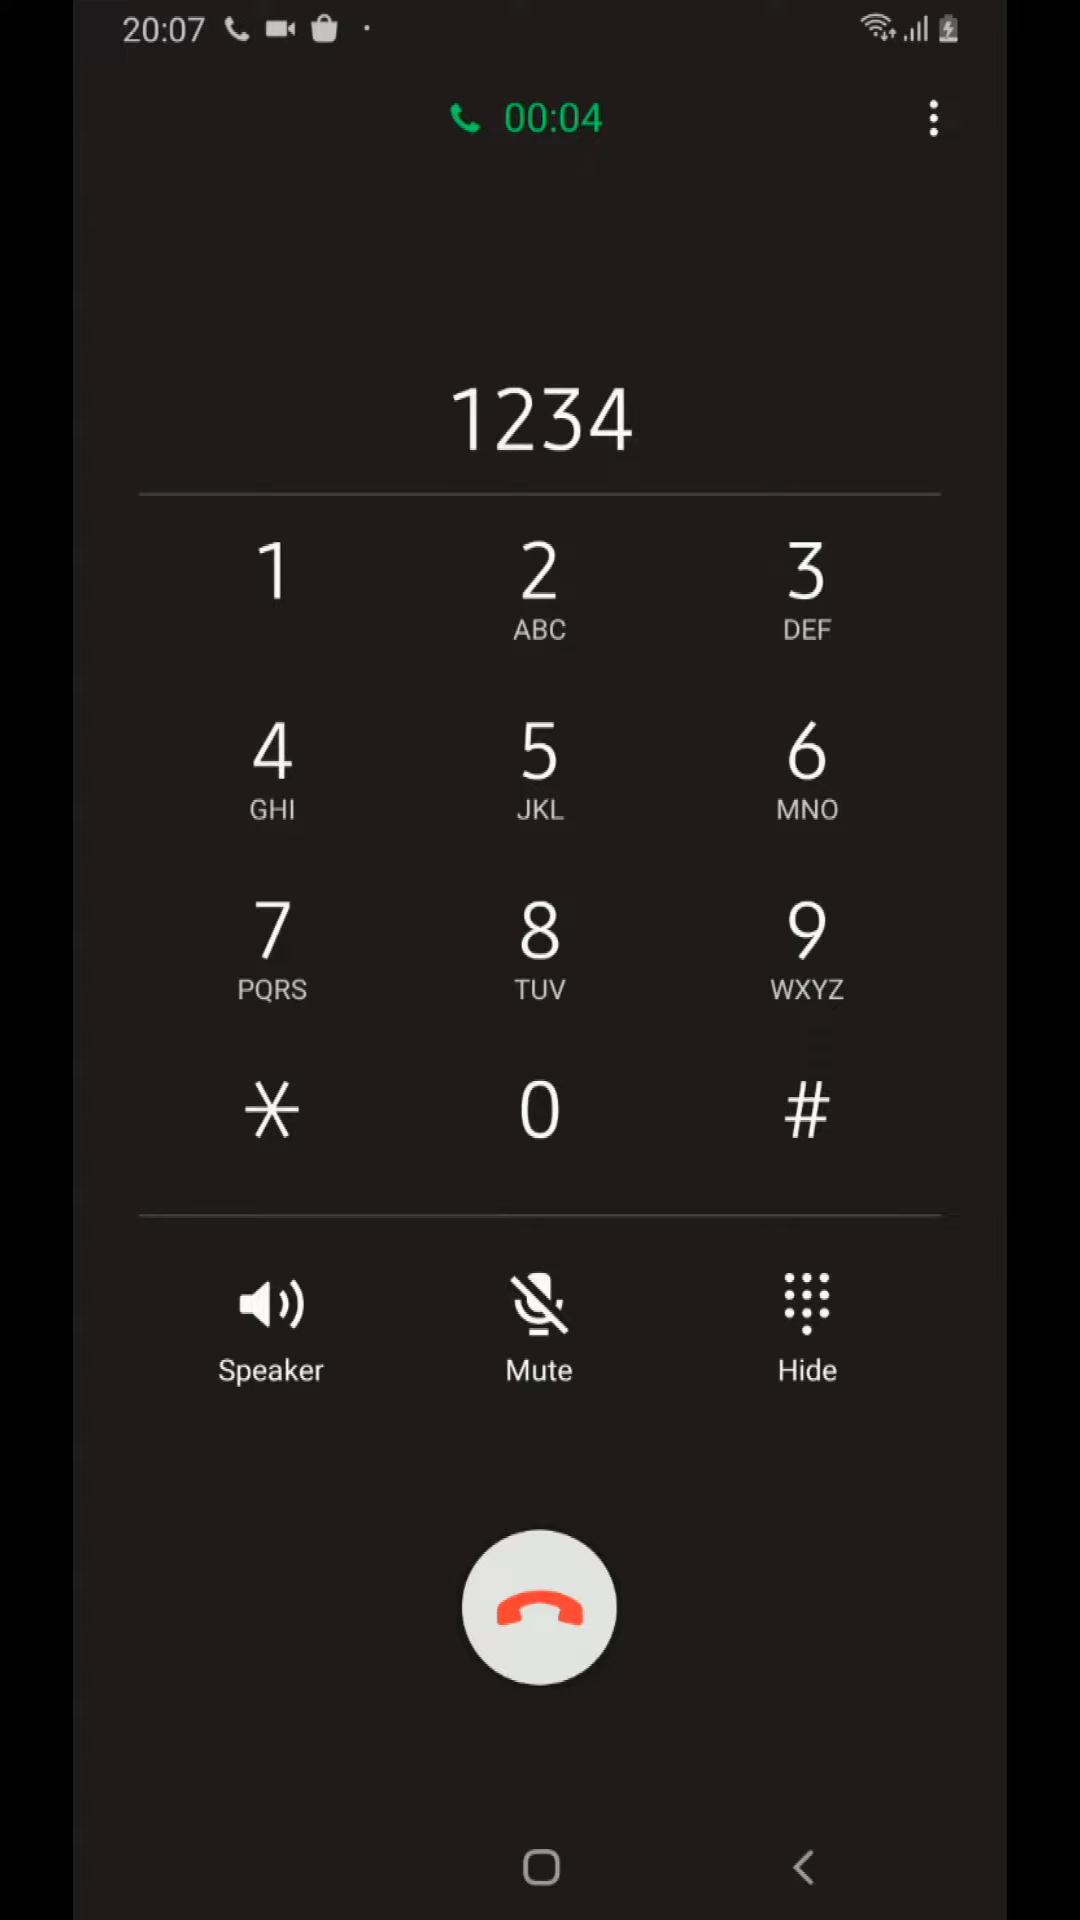 20:07
00:04
1234
1 2 3
ABC DEF
4 5 6
GHI JKL MNO
7 8 9
PQRS TUV WXYZ
* 0 #
Speaker Mute Hide